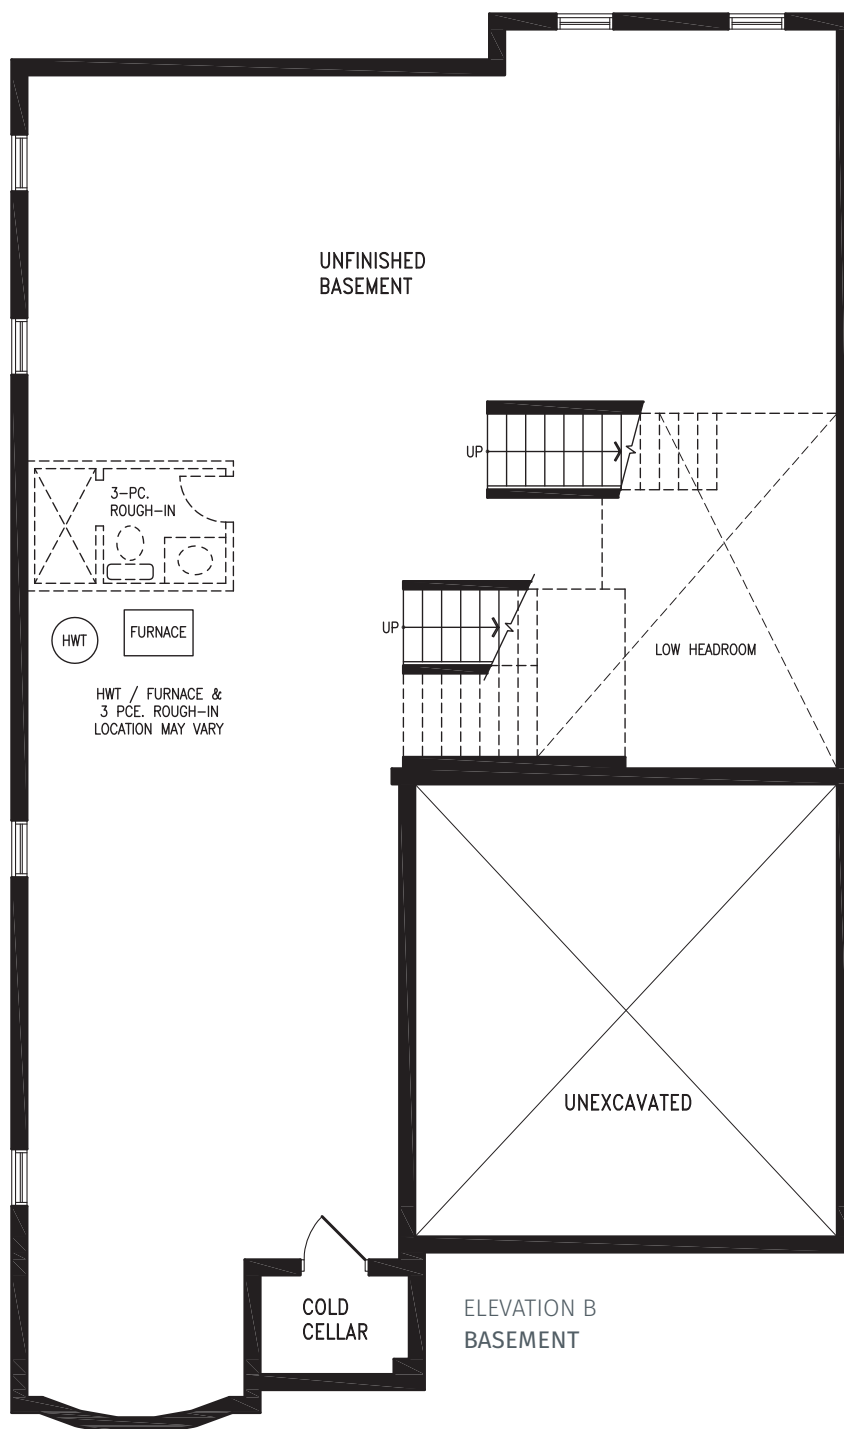 UNFINISHED
BASEMENT
UP
3-PC.
ROUGH-IN
UP
HWT
FURNACE
LOW HEADROOM
HWT / FURNACE &
3 PCE. ROUGH-IN
LOCATION MAY VARY
UNEXCAVATED
COLD
CELLAR
ELEVATION B
BASEMENT